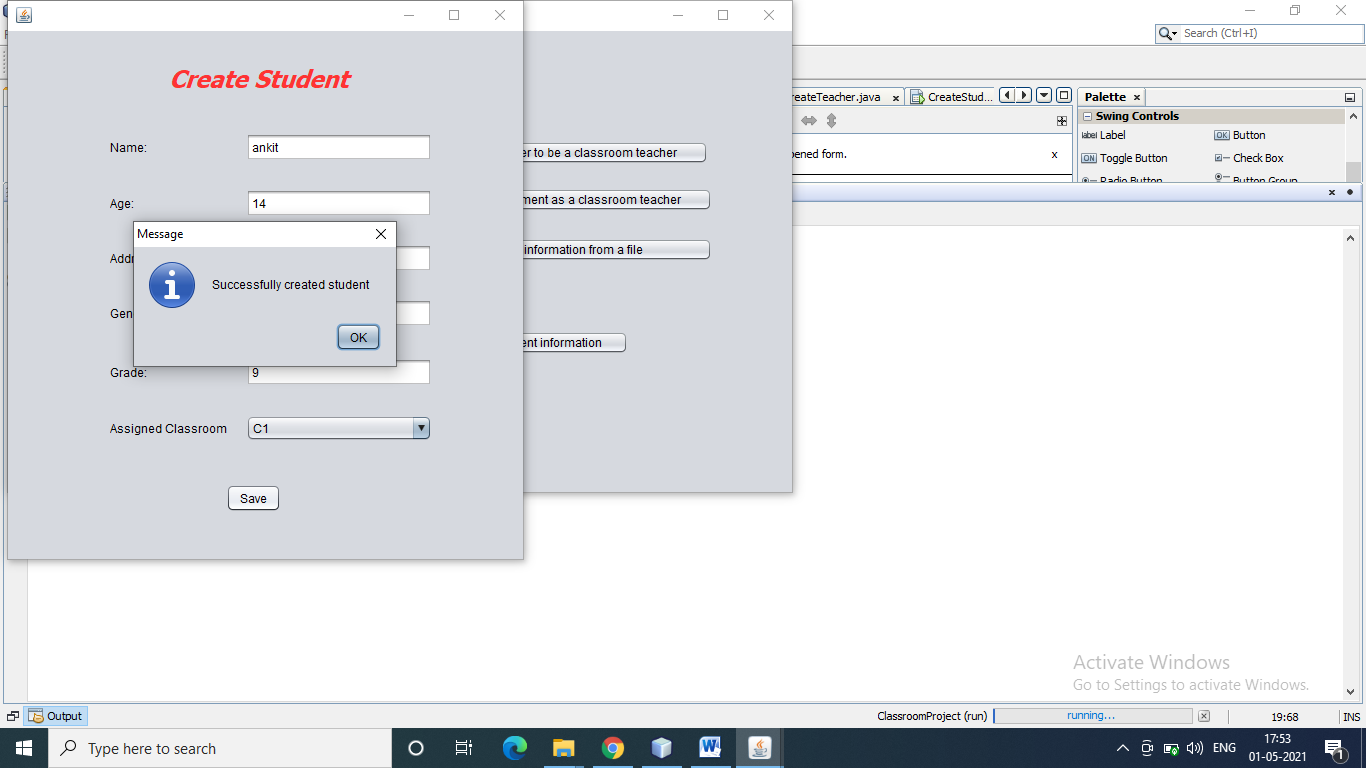 Search (Ctrl+I)
Create Student
reateTeacher.java x
CreateStud...
Palette x
Swing Controls
label Label
OK Button
ON Toggle Button
Check Box
Radio Button
Button Group
Name:
ankit
er to be a classroom teacher
pened form.
x
Age:
14
ment as a classroom teacher
Message
Addr
information from a file
Successfully created student
Gen
OK
ent information
Grade:
9
Assigned Classroom
C1
Save
Activate Windows
Go to Settings to activate Windows.
Output
ClassroomProject (run)
running...
19:68
INS
Type here to search
ENG
17:53
01-05-2021
1